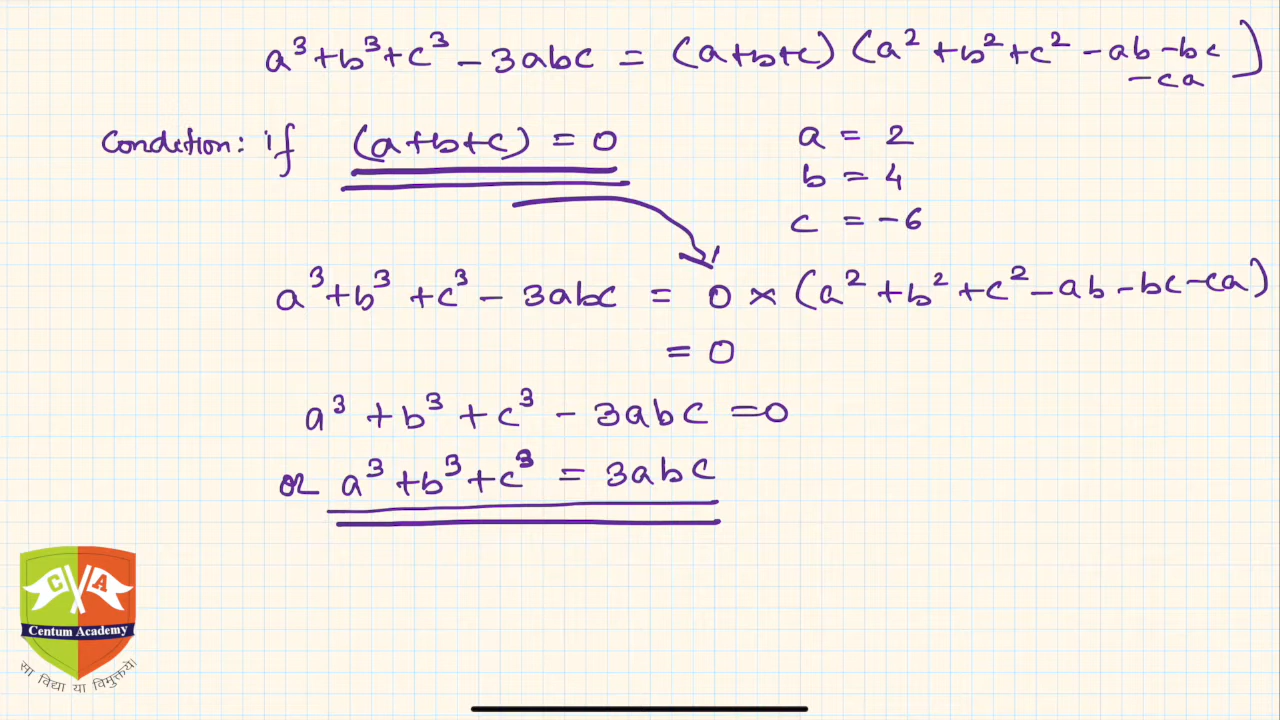 a³+b³+c³ - 3abc = (a+b+c) (a²+b²+c² -ab-bc
-ca)
Condition: if (a+b+c) = 0
a = 2
b = 4
c = -6
a³+b³+c³ - 3abc = 0 × (a²+b²+c²-ab-bc-ca)
= 0
a³+b³+c³ - 3abc =0
or a³+b³+c³ = 3abc
C A
Centum Academy
सा विद्या या विमुक्तये